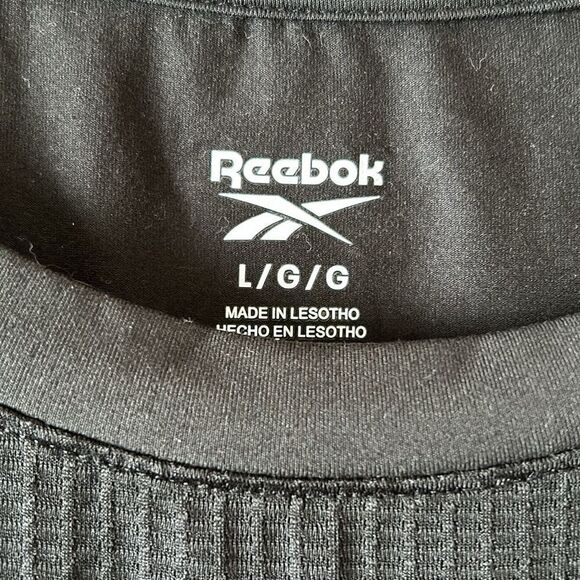 Reebok
L/G/G
MADE IN LESOTHO
HECHO EN LESOTHO